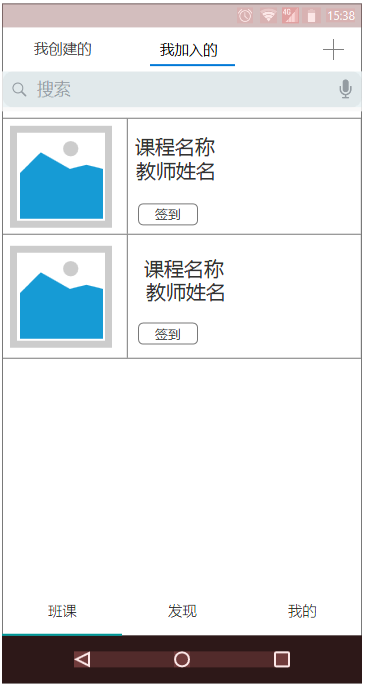 4G 15:38
我创建的 我加入的
搜索
课程名称
教师姓名
签到
课程名称
教师姓名
签到
班课 发现 我的